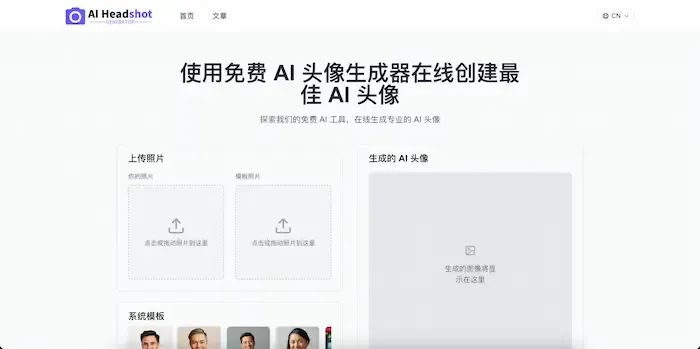 AI Headshot
GENERATOR
首页
文章
CN
使用免费 AI 头像生成器在线创建最
佳 AI 头像
探索我们的免费 AI 工具，在线生成专业的 AI 头像
上传照片
你的照片
模板照片
点击或拖动照片到这里
点击或拖动照片到这里
系统模板
生成的 AI 头像
生成的图像将显
示在这里